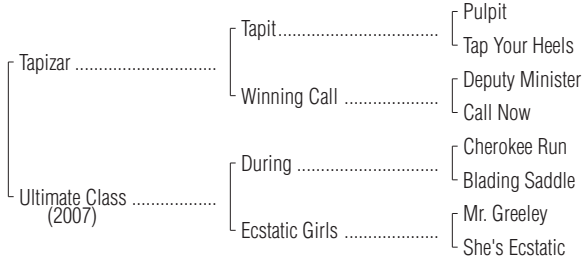 Pulpit
Tapit
Tap Your Heels
Tapizar
Deputy Minister
Winning Call
Call Now
Cherokee Run
During
Blading Saddle
Ultimate Class
(2007)
Mr. Greeley
Ecstatic Girls
She's Ecstatic